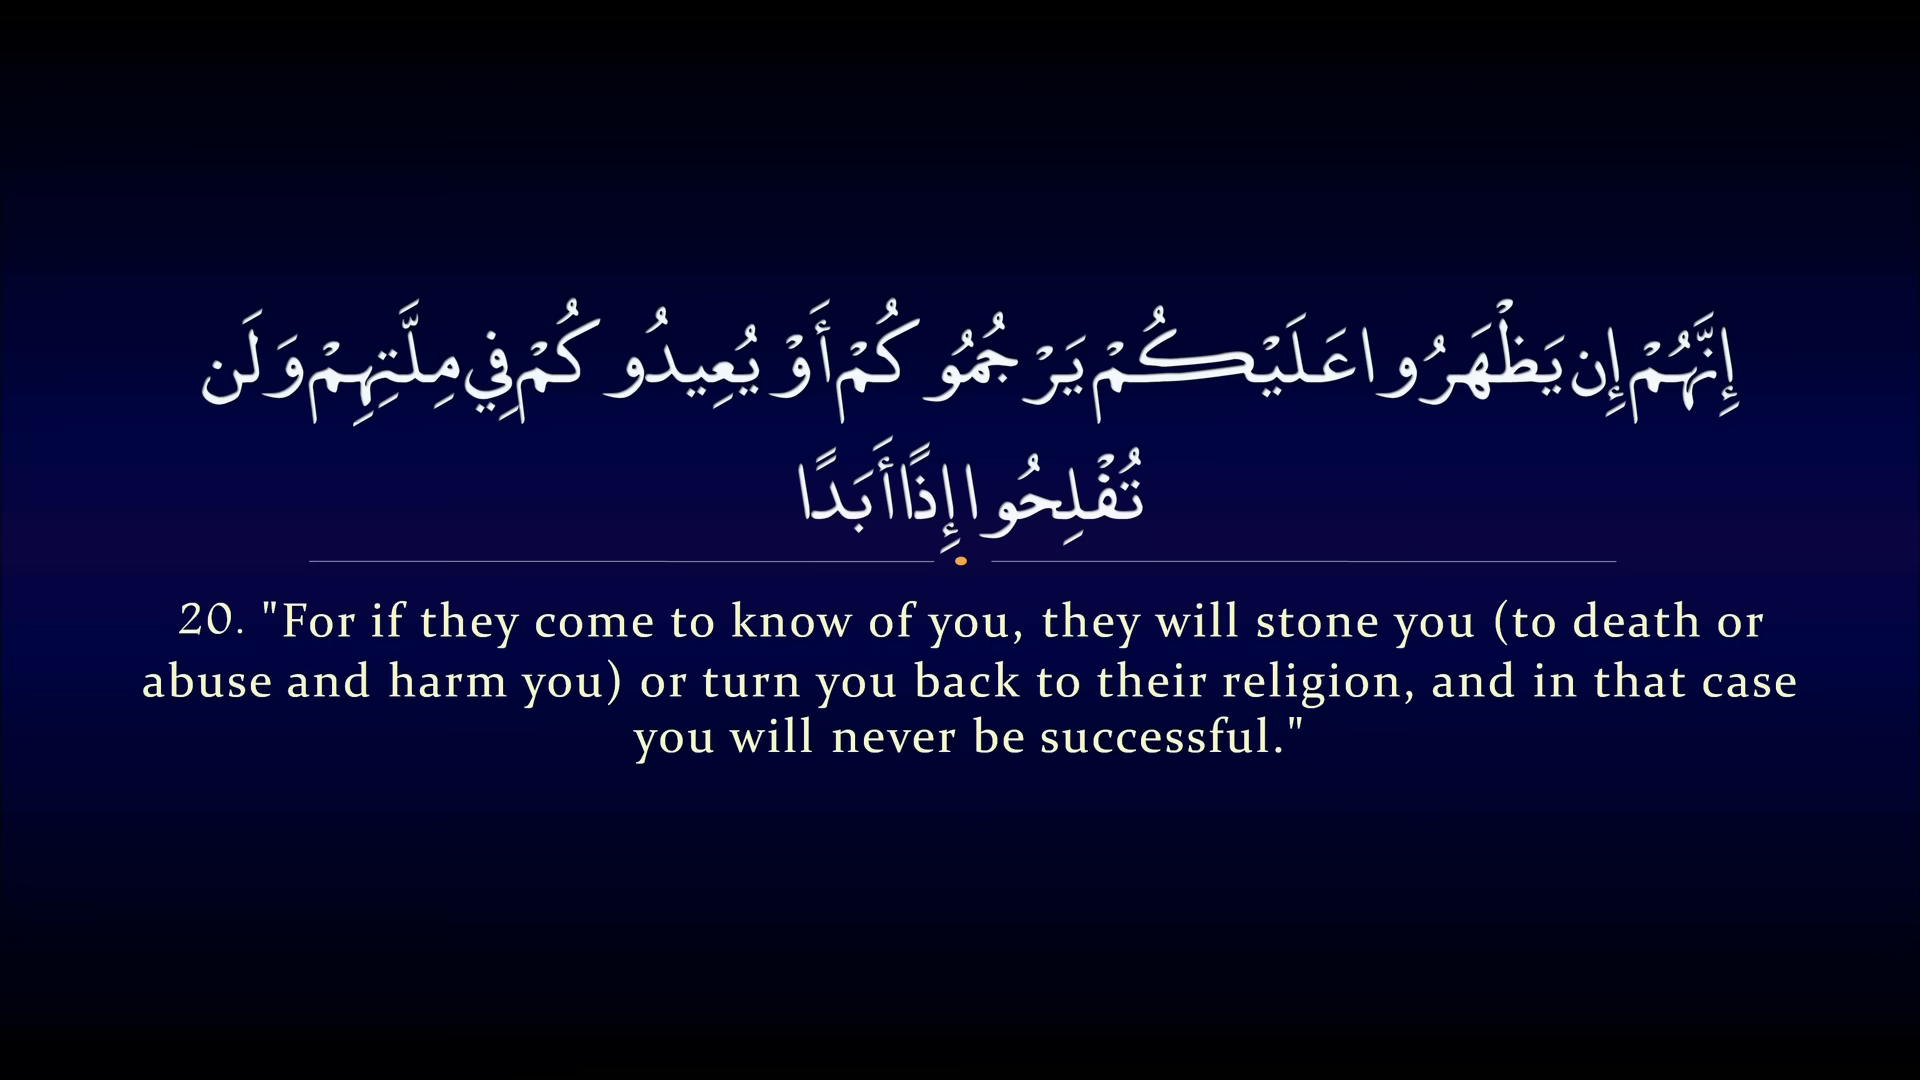 إِنَّهُمْ إِن يَظْهَرُوا عَلَيْكُمْ يَرْجُمُوكُمْ أَوْ يُعِيدُوكُمْ فِي مِلَّتِهِمْ وَلَن
تُفْلِحُوا إِذًا أَبَدًا
20. "For if they come to know of you, they will stone you (to death or
abuse and harm you) or turn you back to their religion, and in that case
you will never be successful."